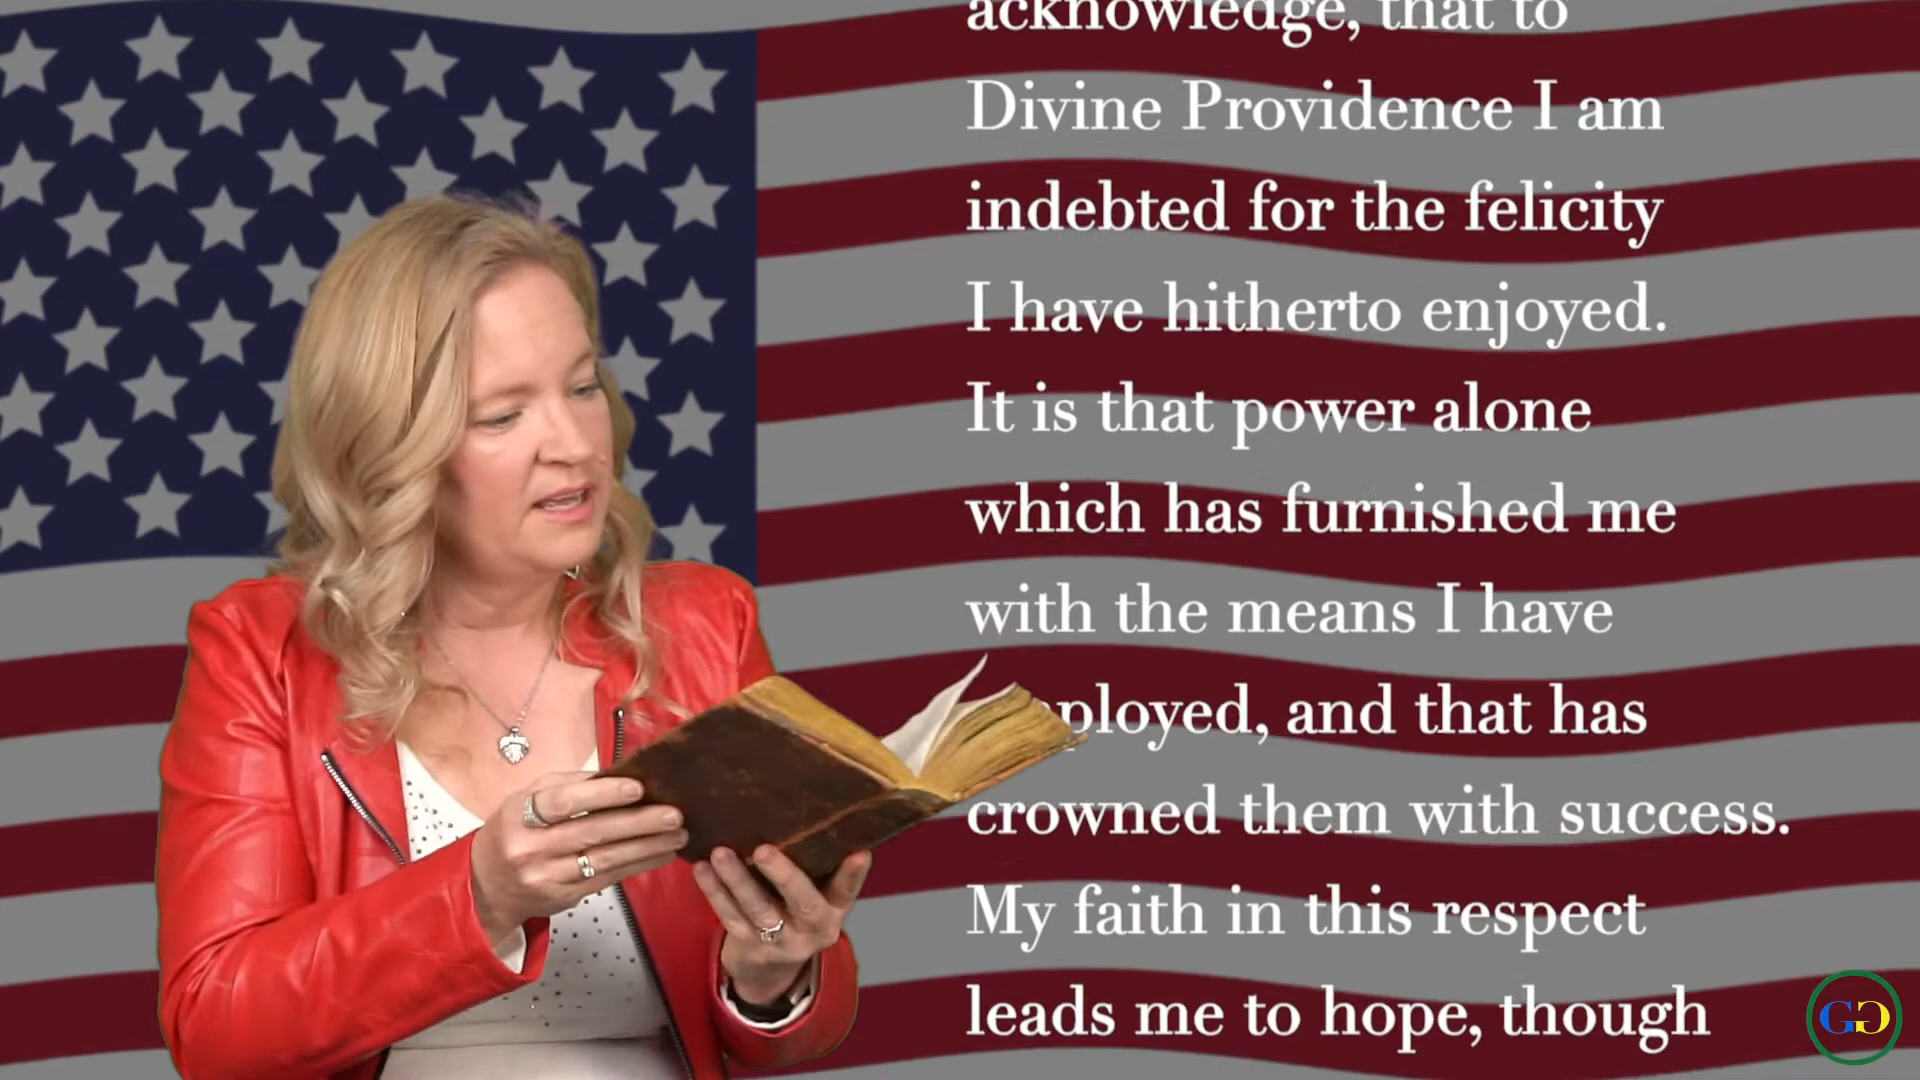 acknowledge, that to
Divine Providence I am
indebted for the felicity
I have hitherto enjoyed.
It is that power alone
which has furnished me
with the means I have
ployed, and that has
crowned them with success.
My faith in this respect
leads me to hope, though
GG